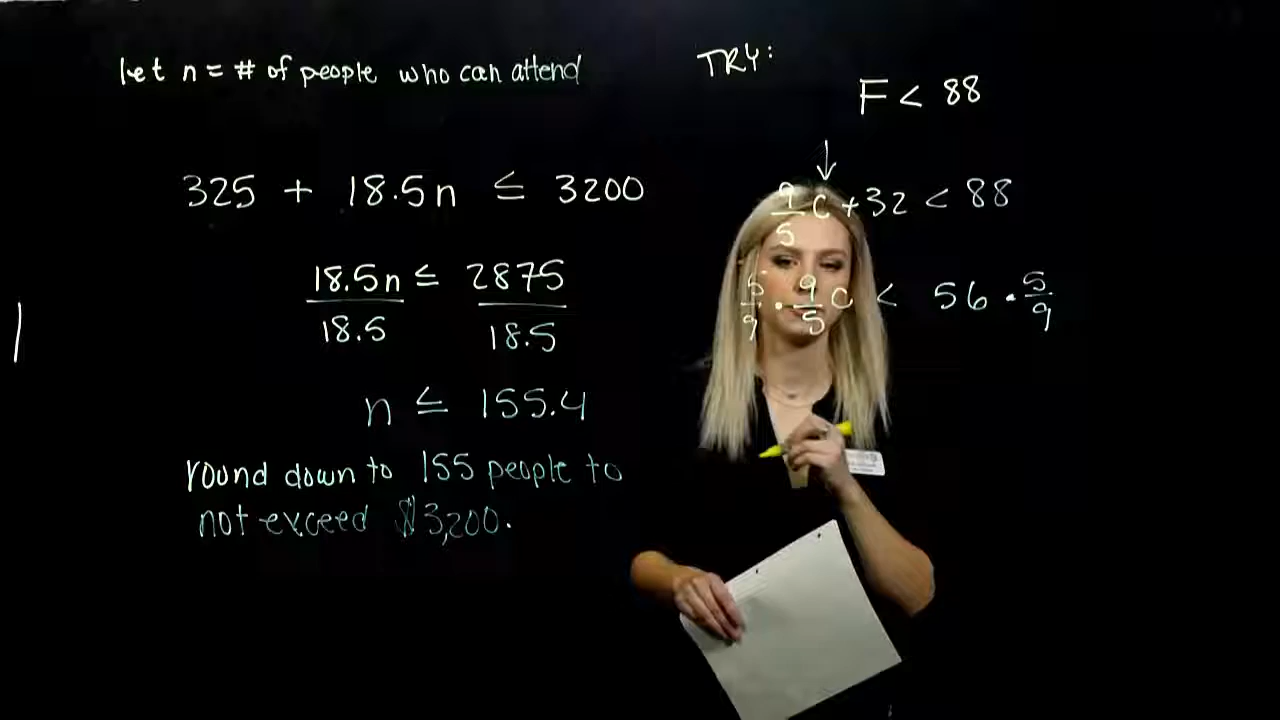 let n = # of people who can attend
325 + 18.5n ≤ 3200
18.5n ≤ 2875
18.5 18.5
n ≤ 155.4
round down to 155 people to
not exceed $3,200.
TRY:
F < 88
9/5 C + 32 < 88
5/9 · 9/5 C < 56 · 5/9